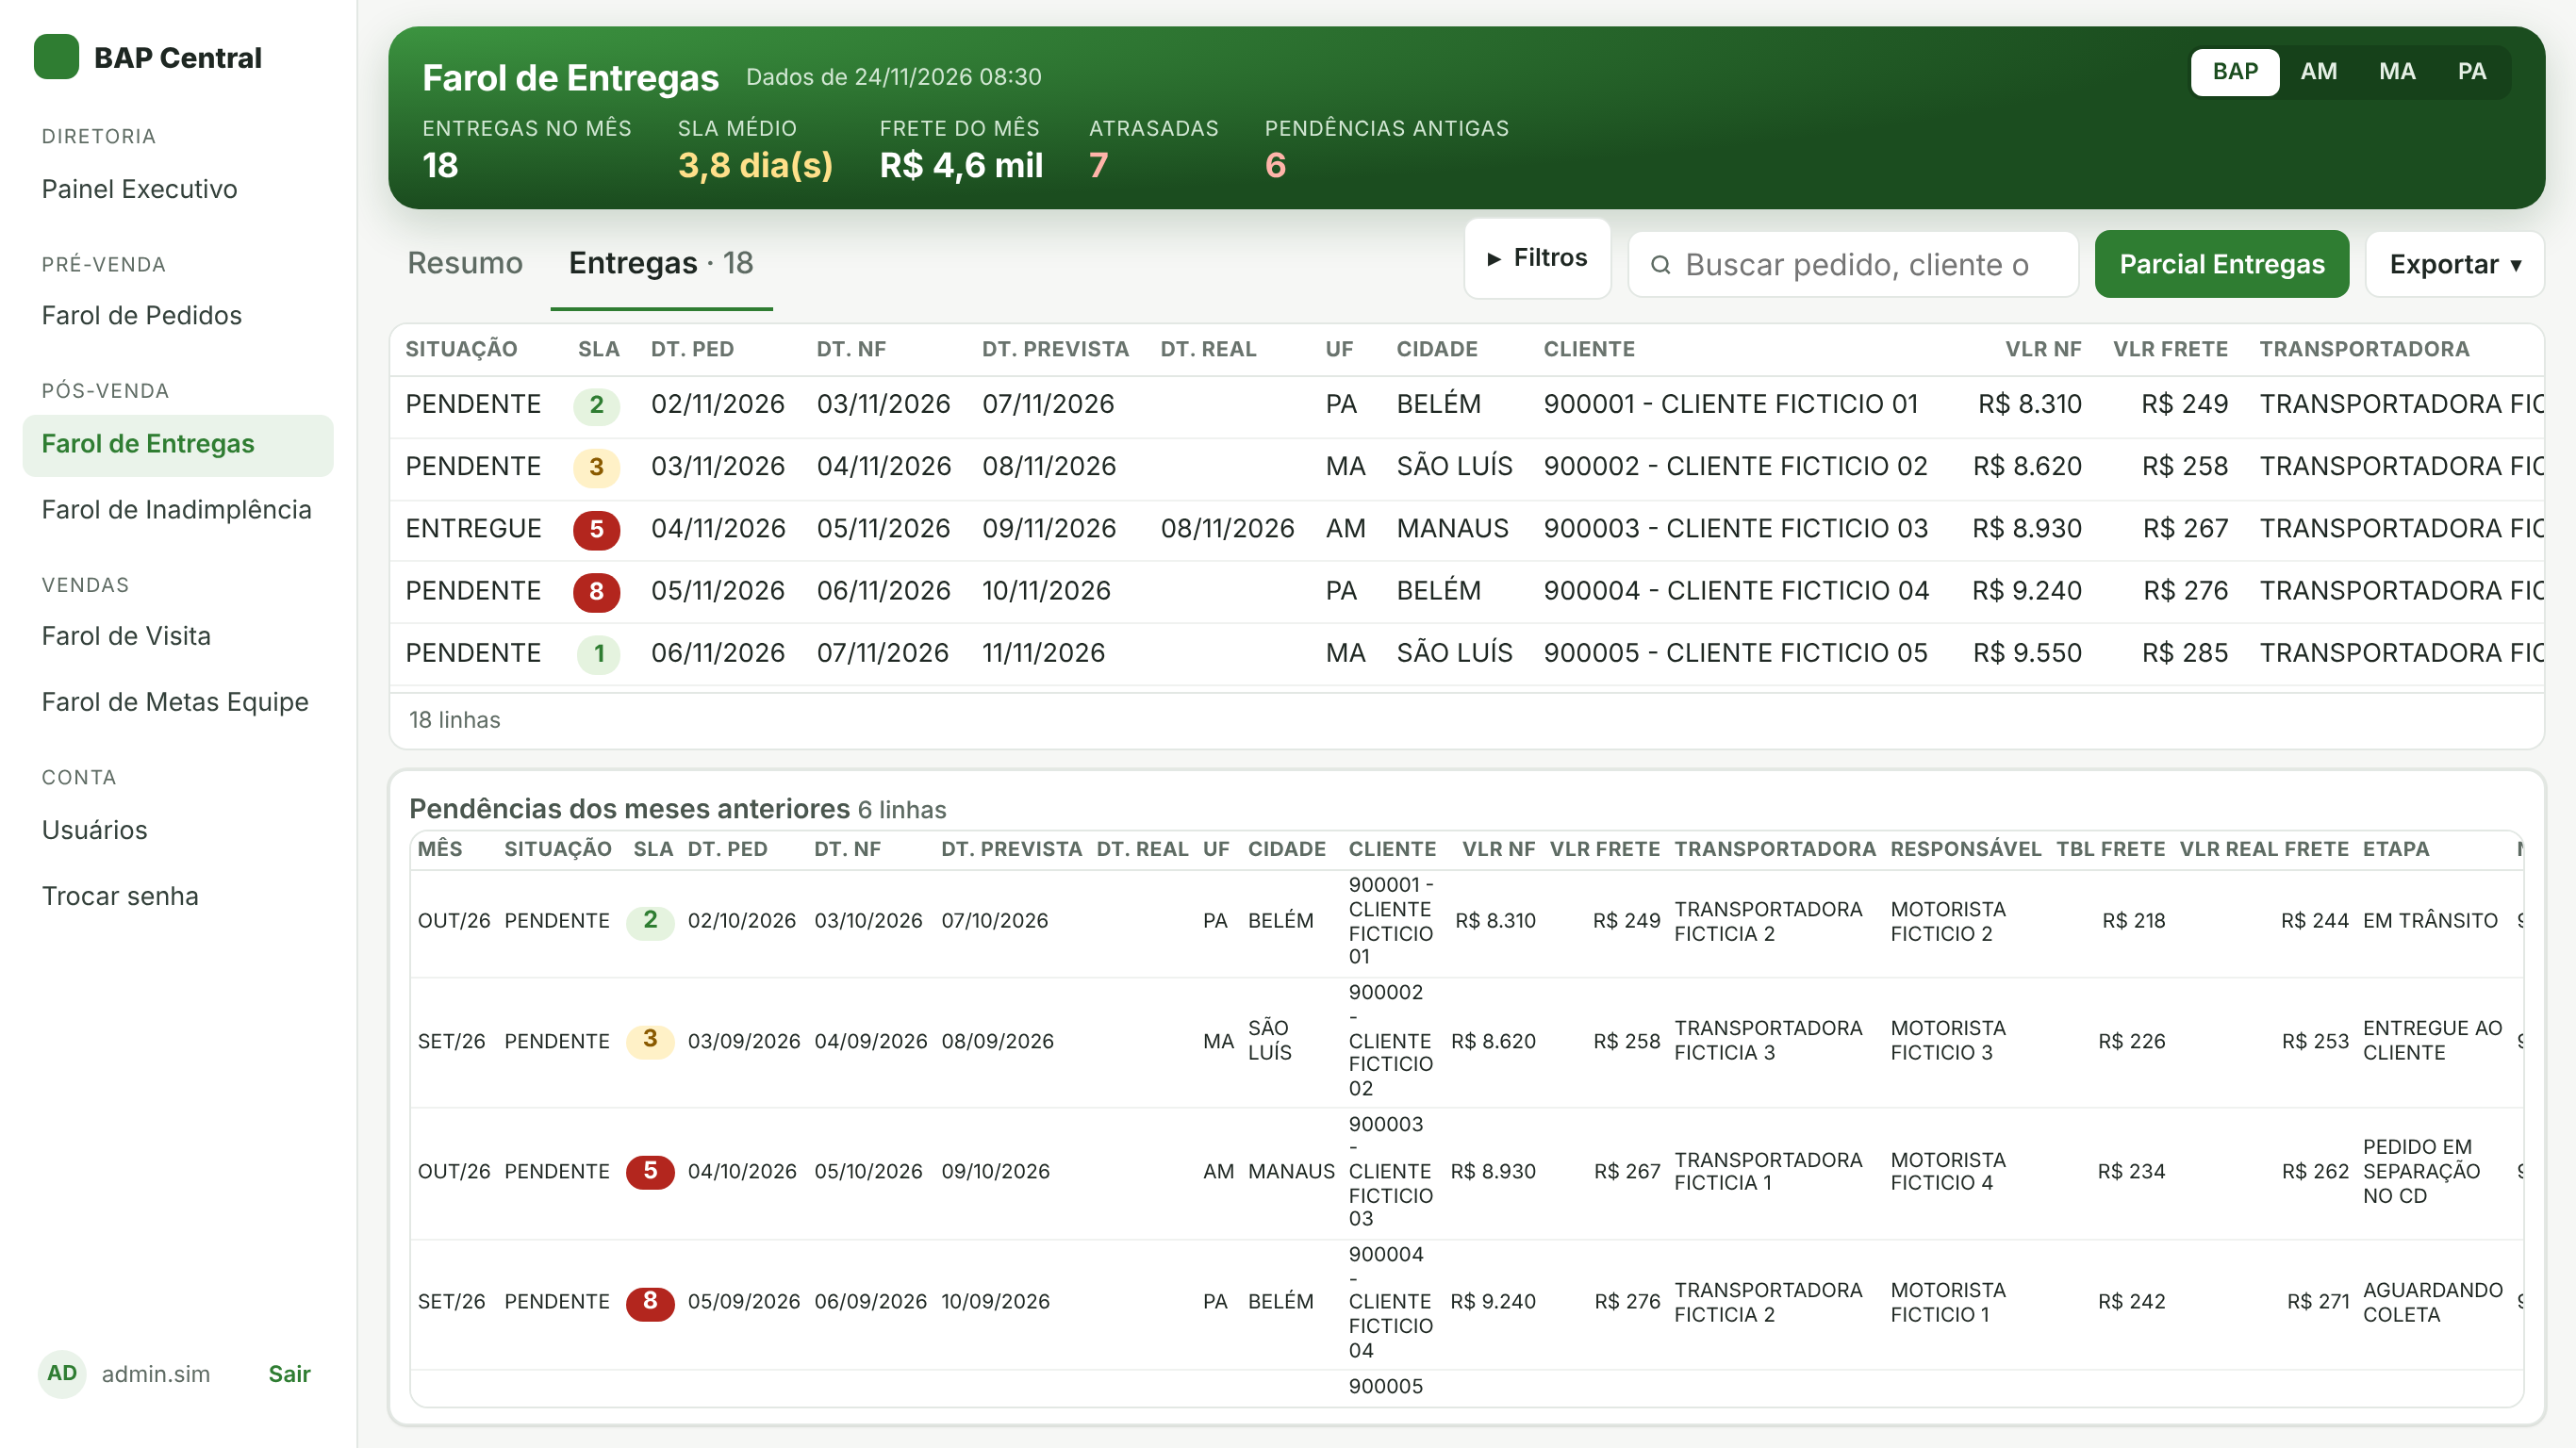 BAP Central
DIRETORIA
Painel Executivo
PRÉ-VENDA
Farol de Pedidos
PÓS-VENDA
Farol de Entregas
Farol de Inadimplência
VENDAS
Farol de Visita
Farol de Metas Equipe
CONTA
Usuários
Trocar senha
AD admin.sim Sair
Farol de Entregas Dados de 24/11/2026 08:30
BAP AM MA PA
ENTREGAS NO MÊS SLA MÉDIO FRETE DO MÊS ATRASADAS PENDÊNCIAS ANTIGAS
18 3,8 dia(s) R$ 4,6 mil 7 6
Resumo Entregas · 18 ▸ Filtros Buscar pedido, cliente o Parcial Entregas Exportar ▾
SITUAÇÃO SLA DT. PED DT. NF DT. PREVISTA DT. REAL UF CIDADE CLIENTE VLR NF VLR FRETE TRANSPORTADORA
PENDENTE 2 02/11/2026 03/11/2026 07/11/2026 PA BELÉM 900001 - CLIENTE FICTICIO 01 R$ 8.310 R$ 249 TRANSPORTADORA
PENDENTE 3 03/11/2026 04/11/2026 08/11/2026 MA SÃO LUÍS 900002 - CLIENTE FICTICIO 02 R$ 8.620 R$ 258 TRANSPORTADORA
ENTREGUE 5 04/11/2026 05/11/2026 09/11/2026 08/11/2026 AM MANAUS 900003 - CLIENTE FICTICIO 03 R$ 8.930 R$ 267 TRANSPORTADORA
PENDENTE 8 05/11/2026 06/11/2026 10/11/2026 PA BELÉM 900004 - CLIENTE FICTICIO 04 R$ 9.240 R$ 276 TRANSPORTADORA
PENDENTE 1 06/11/2026 07/11/2026 11/11/2026 MA SÃO LUÍS 900005 - CLIENTE FICTICIO 05 R$ 9.550 R$ 285 TRANSPORTADORA
18 linhas
Pendências dos meses anteriores 6 linhas
MÊS SITUAÇÃO SLA DT. PED DT. NF DT. PREVISTA DT. REAL UF CIDADE CLIENTE VLR NF VLR FRETE TRANSPORTADORA RESPONSÁVEL TBL FRETE VLR REAL FRETE ETAPA
OUT/26 PENDENTE 2 02/10/2026 03/10/2026 07/10/2026 PA BELÉM 900001 - CLIENTE FICTICIO 01 R$ 8.310 R$ 249 TRANSPORTADORA FICTICIA 2 MOTORISTA FICTICIO 2 R$ 218 R$ 244 EM TRÂNSITO
SET/26 PENDENTE 3 03/09/2026 04/09/2026 08/09/2026 MA SÃO LUÍS 900002 - CLIENTE FICTICIO 02 R$ 8.620 R$ 258 TRANSPORTADORA FICTICIA 3 MOTORISTA FICTICIO 3 R$ 226 R$ 253 ENTREGUE AO CLIENTE
OUT/26 PENDENTE 5 04/10/2026 05/10/2026 09/10/2026 AM MANAUS 900003 - CLIENTE FICTICIO 03 R$ 8.930 R$ 267 TRANSPORTADORA FICTICIA 1 MOTORISTA FICTICIO 4 R$ 234 R$ 262 PEDIDO EM SEPARAÇÃO NO CD
SET/26 PENDENTE 8 05/09/2026 06/09/2026 10/09/2026 PA BELÉM 900004 - CLIENTE FICTICIO 04 R$ 9.240 R$ 276 TRANSPORTADORA FICTICIA 2 MOTORISTA FICTICIO 1 R$ 242 R$ 271 AGUARDANDO COLETA
900005